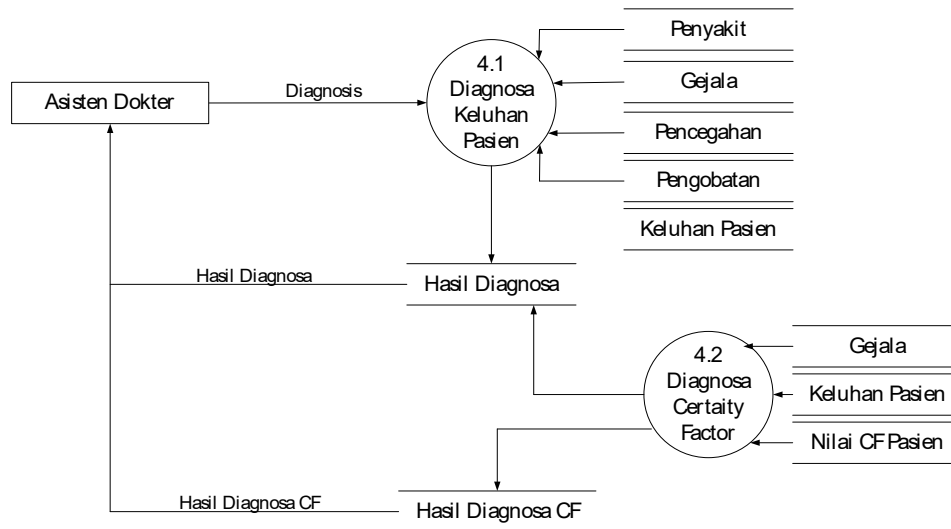 Penyakit
4.1
Diagnosa
Keluhan
Pasien
Gejala
Asisten Dokter
Diagnosis
Pencegahan
Pengobatan
Keluhan Pasien
Hasil Diagnosa
Hasil Diagnosa
4.2
Diagnosa
Certaity
Factor
Gejala
Keluhan Pasien
Nilai CF Pasien
Hasil Diagnosa CF
Hasil Diagnosa CF